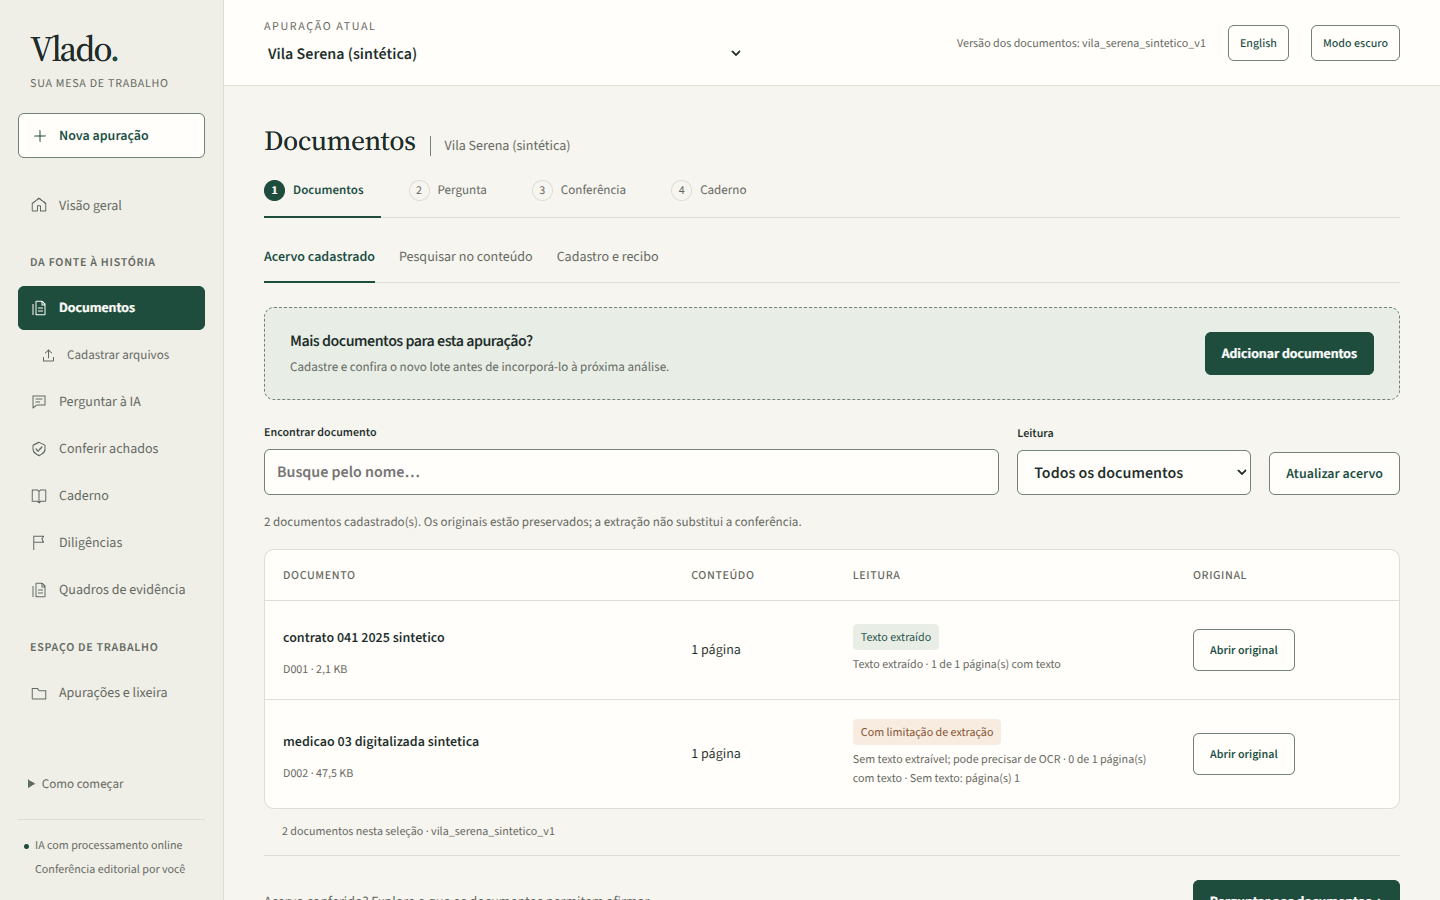 Vlado.
SUA MESA DE TRABALHO
Nova apuração
Visão geral
DA FONTE À HISTÓRIA
Documentos
Cadastrar arquivos
Perguntar à IA
Conferir achados
Caderno
Diligências
Quadros de evidência
ESPAÇO DE TRABALHO
Apurações e lixeira
Como começar
IA com processamento online
Conferência editorial por você
APURAÇÃO ATUAL
Vila Serena (sintética)
Versão dos documentos: vila_serena_sintetico_v1
English
Modo escuro
Documentos
Vila Serena (sintética)
1 Documentos
2 Pergunta
3 Conferência
4 Caderno
Acervo cadastrado
Pesquisar no conteúdo
Cadastro e recibo
Mais documentos para esta apuração?
Cadastre e confira o novo lote antes de incorporá-lo à próxima análise.
Adicionar documentos
Encontrar documento
Busque pelo nome...
Leitura
Todos os documentos
Atualizar acervo
2 documentos cadastrado(s). Os originais estão preservados; a extração não substitui a conferência.
DOCUMENTO CONTEÚDO LEITURA ORIGINAL
contrato 041 2025 sintetico
D001 · 2,1 KB
1 página
Texto extraído
Texto extraído · 1 de 1 página(s) com texto
Abrir original
medicao 03 digitalizada sintetica
D002 · 47,5 KB
1 página
Com limitação de extração
Sem texto extraível; pode precisar de OCR · 0 de 1 página(s)
com texto · Sem texto: página(s) 1
Abrir original
2 documentos nesta seleção · vila_serena_sintetico_v1